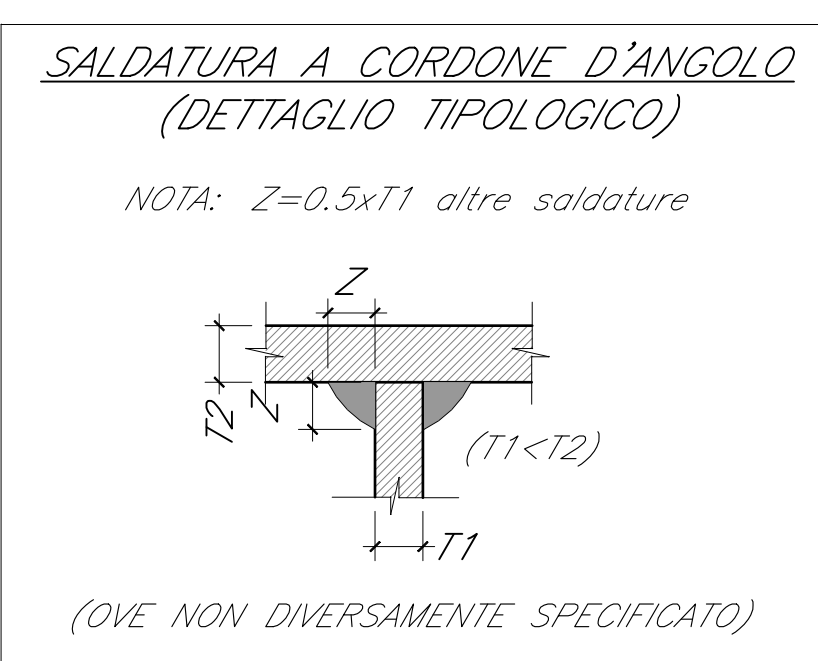 SALDATURA A CORDONE D'ANGOLO
(DETTAGLIO TIPOLOGICO)
NOTA: Z=0.5xT1 altre saldature
Z
T2
Z
(T1<T2)
T1
(OVE NON DIVERSAMENTE SPECIFICATO)